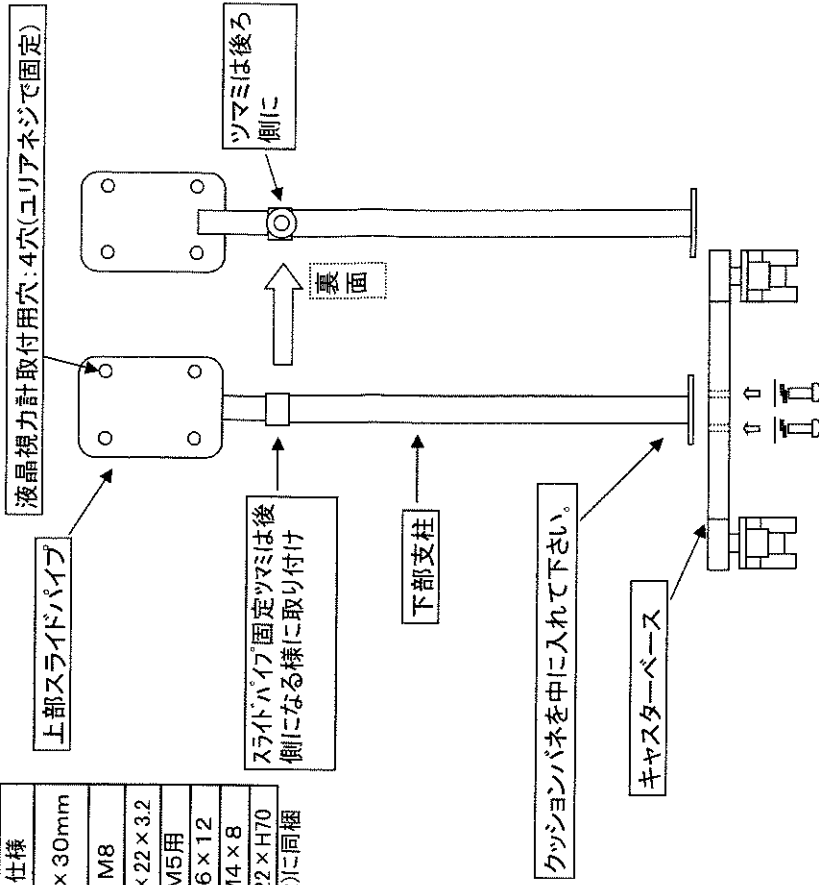 液晶視力計取付用穴:4穴(ユリアネジで固定)
上部スライドパイプ
ツマミは後ろ
側に
裏
面
スライドパイプ固定ツマミは後
側になる様に取り付け
下部支柱
クッションバネを中に入れて下さい。
キャスターベース
仕様
×30mm
M8
×22×3.2
M5用
6×12
M4×8
22×H70
に同梱